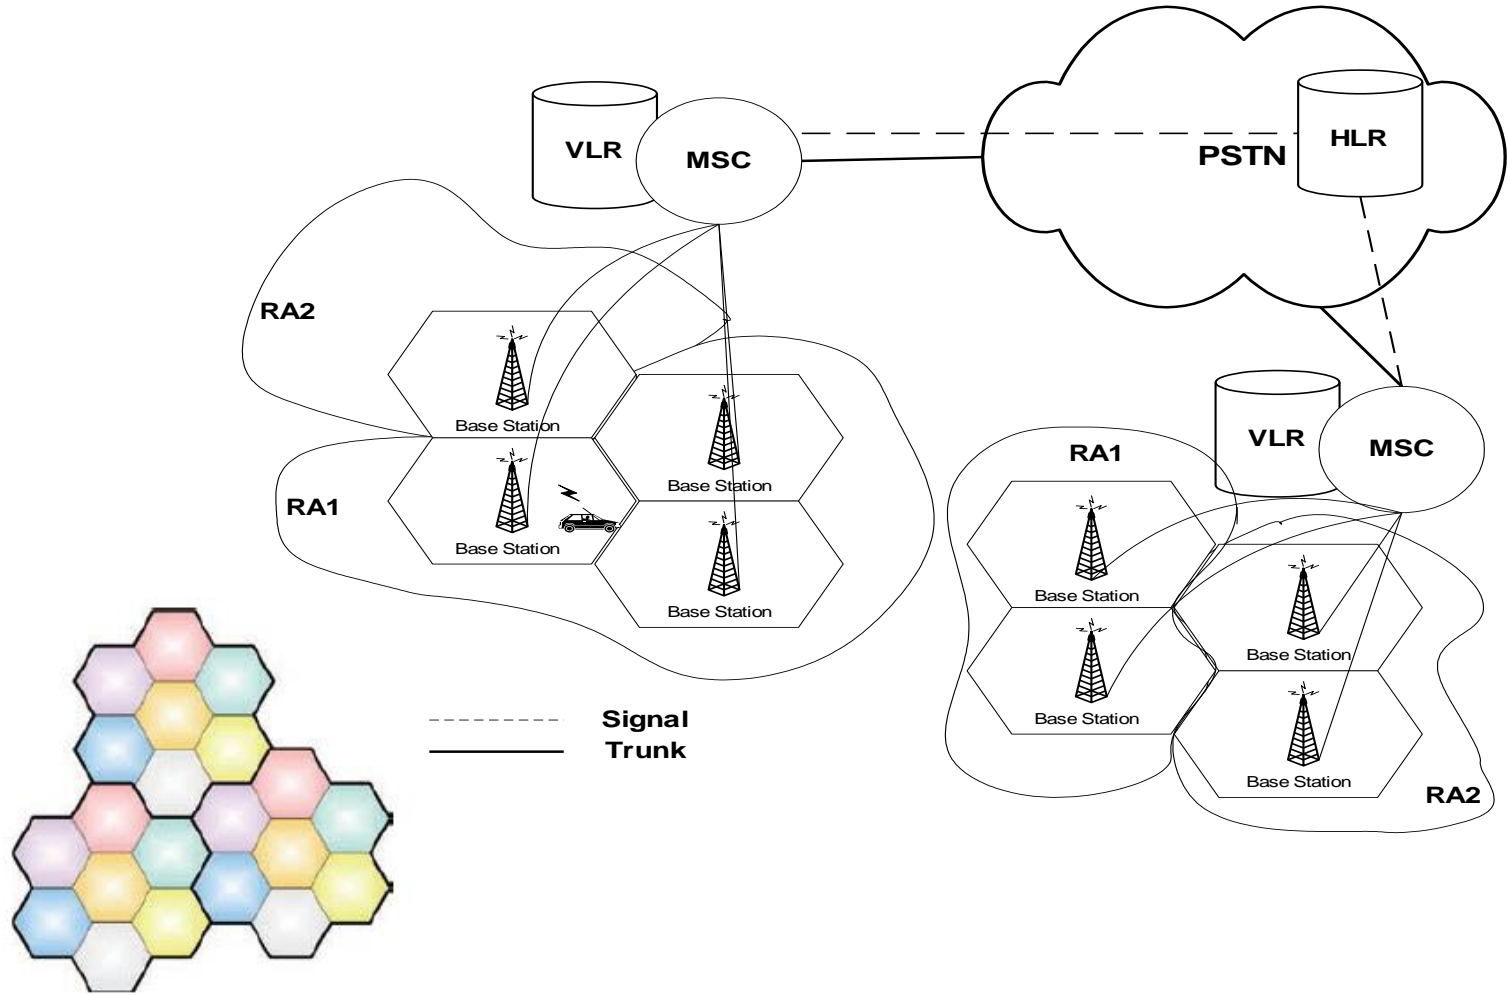 HLR
VLR
MSC
PSTN
RA2
Base Station
Base Station
Base Station
Base Station
RA1
VLR
MSC
RA1
Base Station
Base Station
Base Station
Base Station
RA2
Signal
Trunk